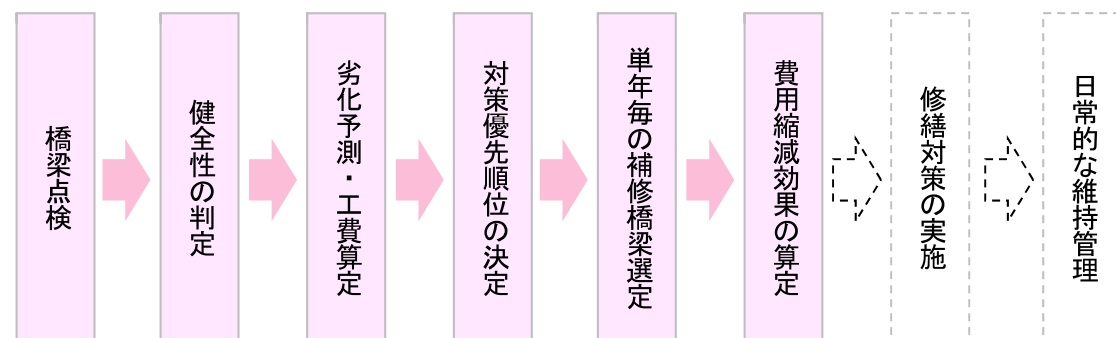 橋梁点検
健全性の判定
劣化予測・工費算定
対策優先順位の決定
単年毎の補修橋梁選定
費用縮減効果の算定
修繕対策の実施
日常的な維持管理